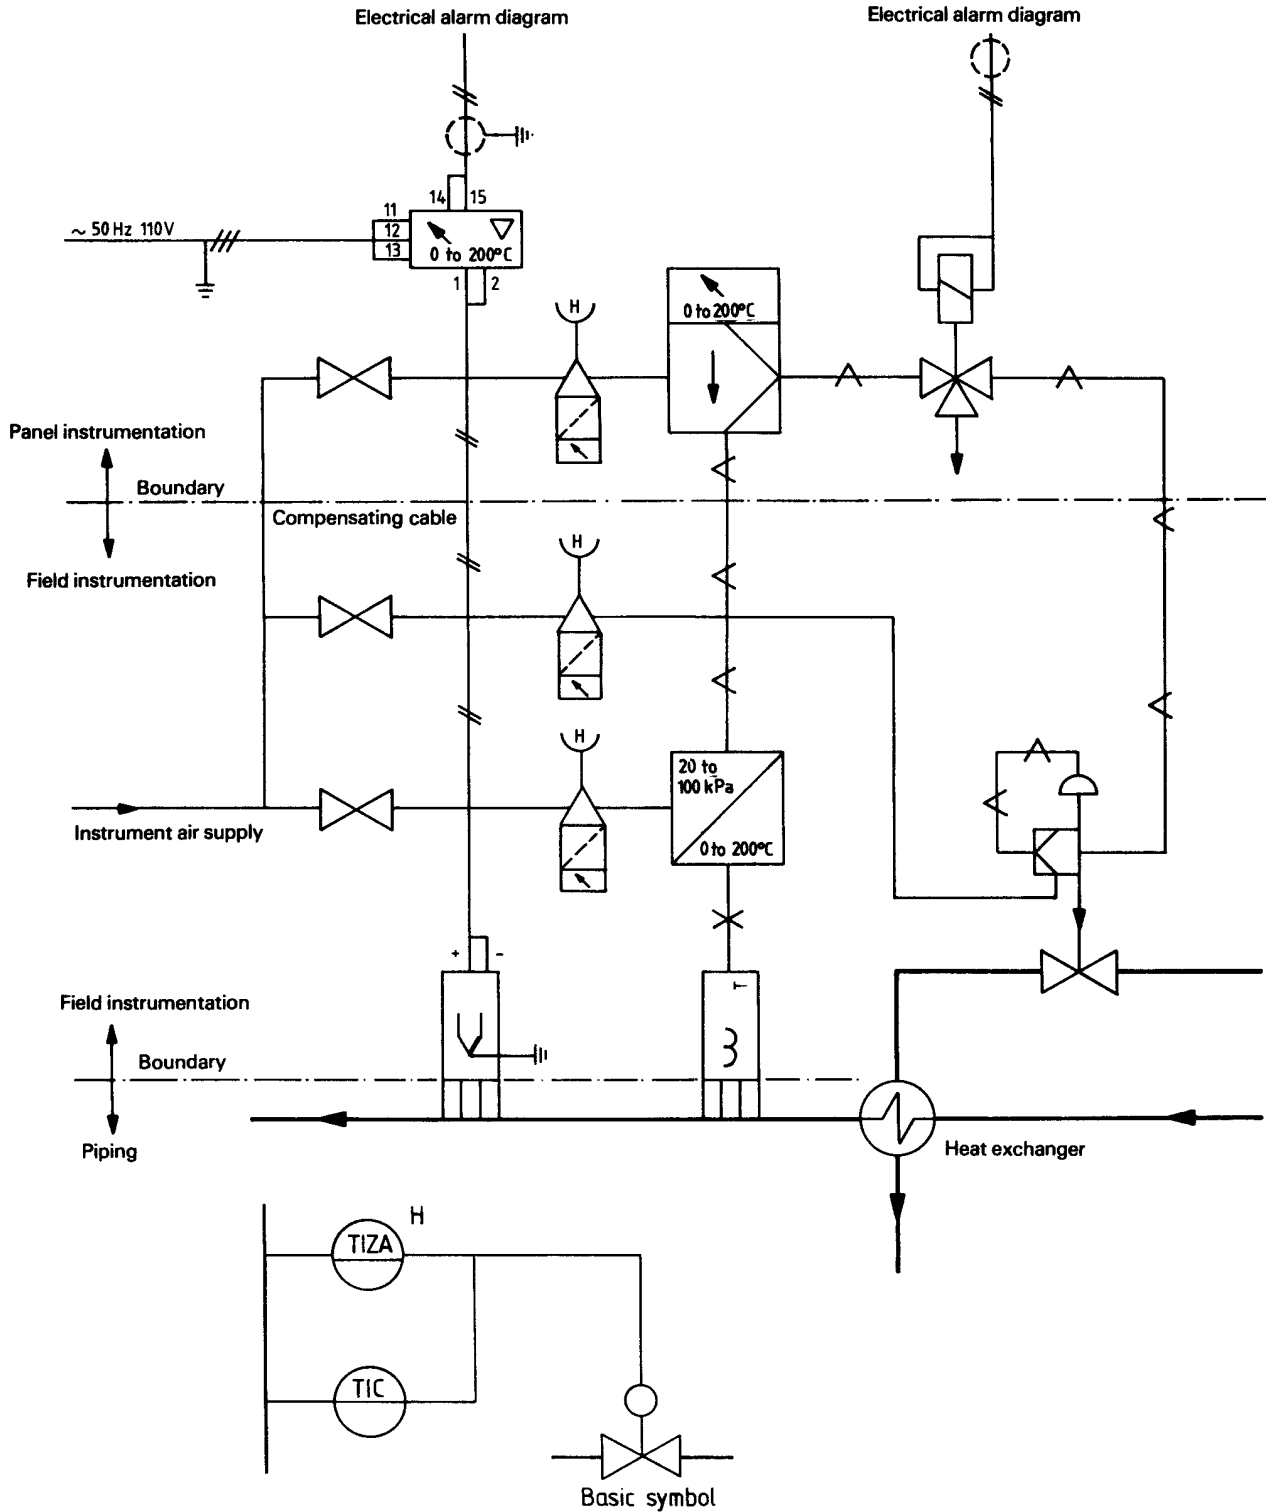 Electrical alarm diagram
Electrical alarm diagram
14 15
11
12
13
~ 50 Hz 110V
0 to 200°C
1 2
H
0 to 200°C
Panel instrumentation
Boundary
Compensating cable
Field instrumentation
H
H
20 to
100 kPa
0 to 200°C
Instrument air supply
+ -
T
Field instrumentation
Boundary
Piping
Heat exchanger
H
TIZA
TIC
Basic symbol